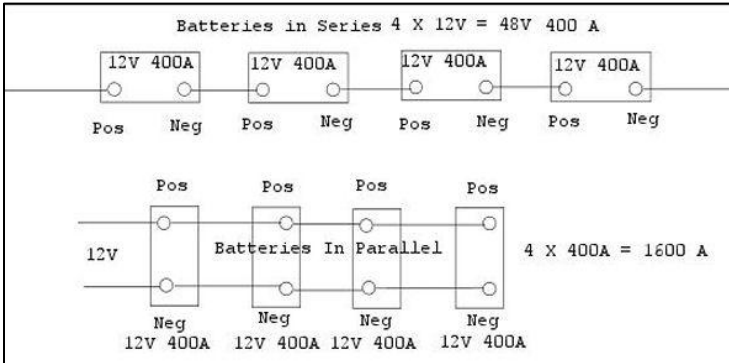 Batteries in Series 4 X 12V = 48V 400 A
12V 400A 12V 400A 12V 400A 12V 400A
Pos Neg Pos Neg Pos Neg Pos Neg
Pos Pos Pos Pos
12V Batteries In Parallel 4 X 400A = 1600 A
Neg Neg Neg Neg
12V 400A 12V 400A 12V 400A 12V 400A